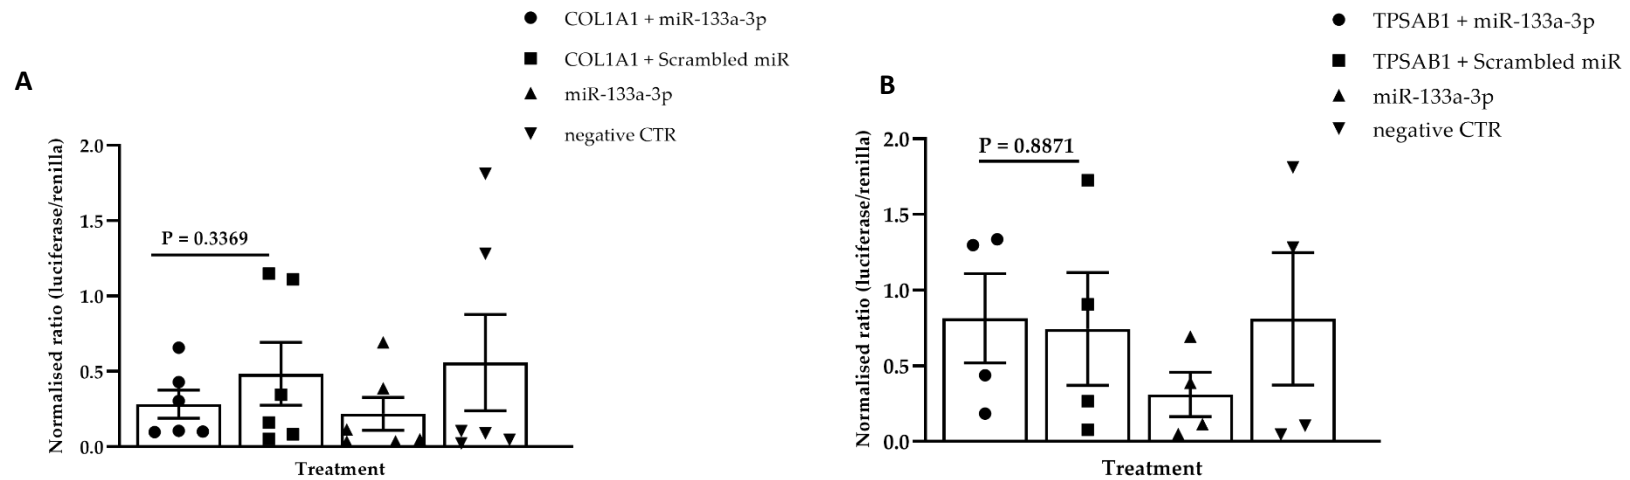 A
COL1A1 + miR-133a-3p
COL1A1 + Scrambled miR
miR-133a-3p
negative CTR
Normalised ratio (luciferase/renilla)
2.0
1.5
1.0
0.5
0.0
P = 0.3369
Treatment
B
TPSAB1 + miR-133a-3p
TPSAB1 + Scrambled miR
miR-133a-3p
negative CTR
Normalised ratio (luciferase/renilla)
2.0
1.5
1.0
0.5
0.0
P = 0.8871
Treatment